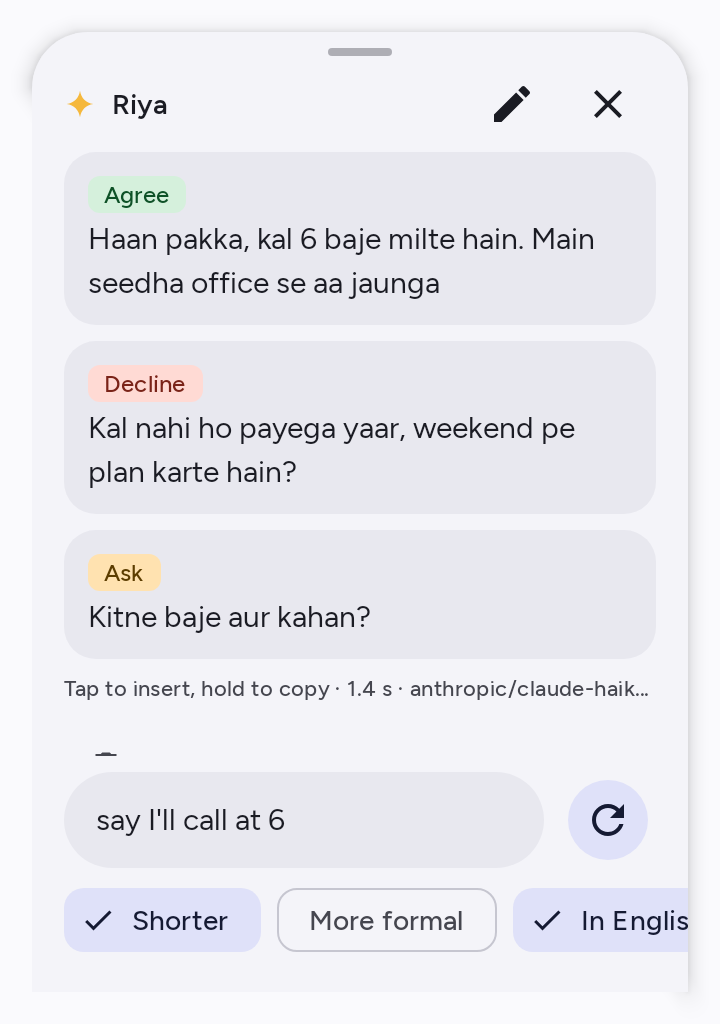 Riya
Agree
Haan pakka, kal 6 baje milte hain. Main
seedha office se aa jaunga
Decline
Kal nahi ho payega yaar, weekend pe
plan karte hain?
Ask
Kitne baje aur kahan?
Tap to insert, hold to copy · 1.4 s · anthropic/claude-haik...
say I'll call at 6
Shorter
More formal
In Englis